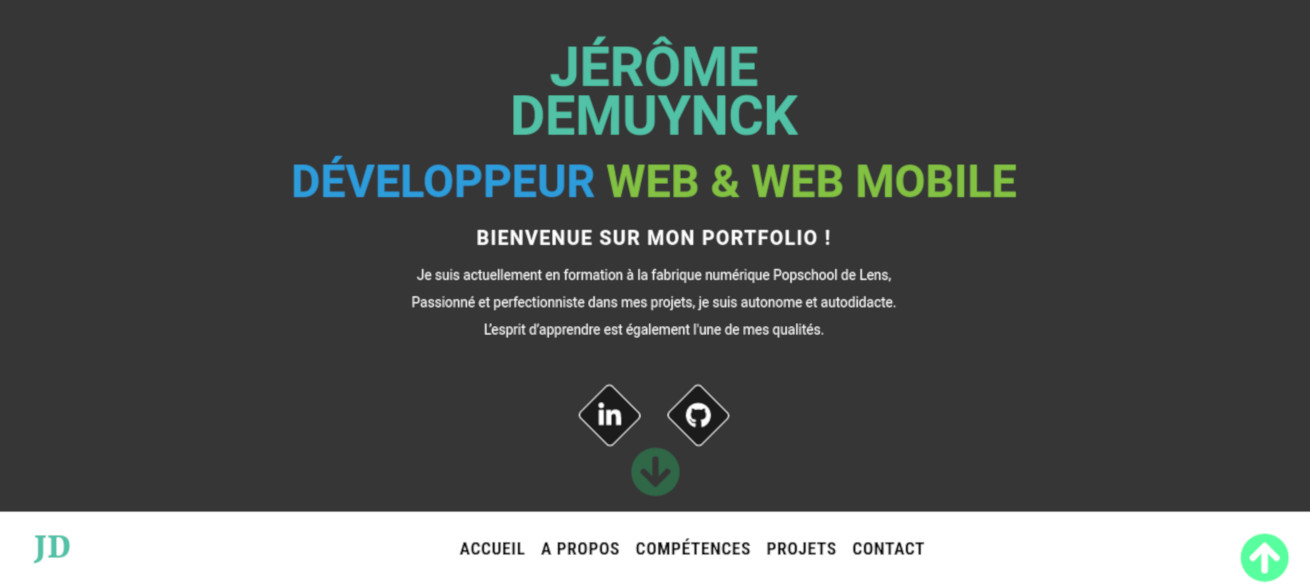 JÉRÔME
DEMUYNCK
DÉVELOPPEUR WEB & WEB MOBILE
BIENVENUE SUR MON PORTFOLIO !
Je suis actuellement en formation à la fabrique numérique Popschool de Lens,
Passionné et perfectionniste dans mes projets, je suis autonome et autodidacte.
L’esprit d’apprendre est également l'une de mes qualités.
in
JD
ACCUEIL A PROPOS COMPÉTENCES PROJETS CONTACT